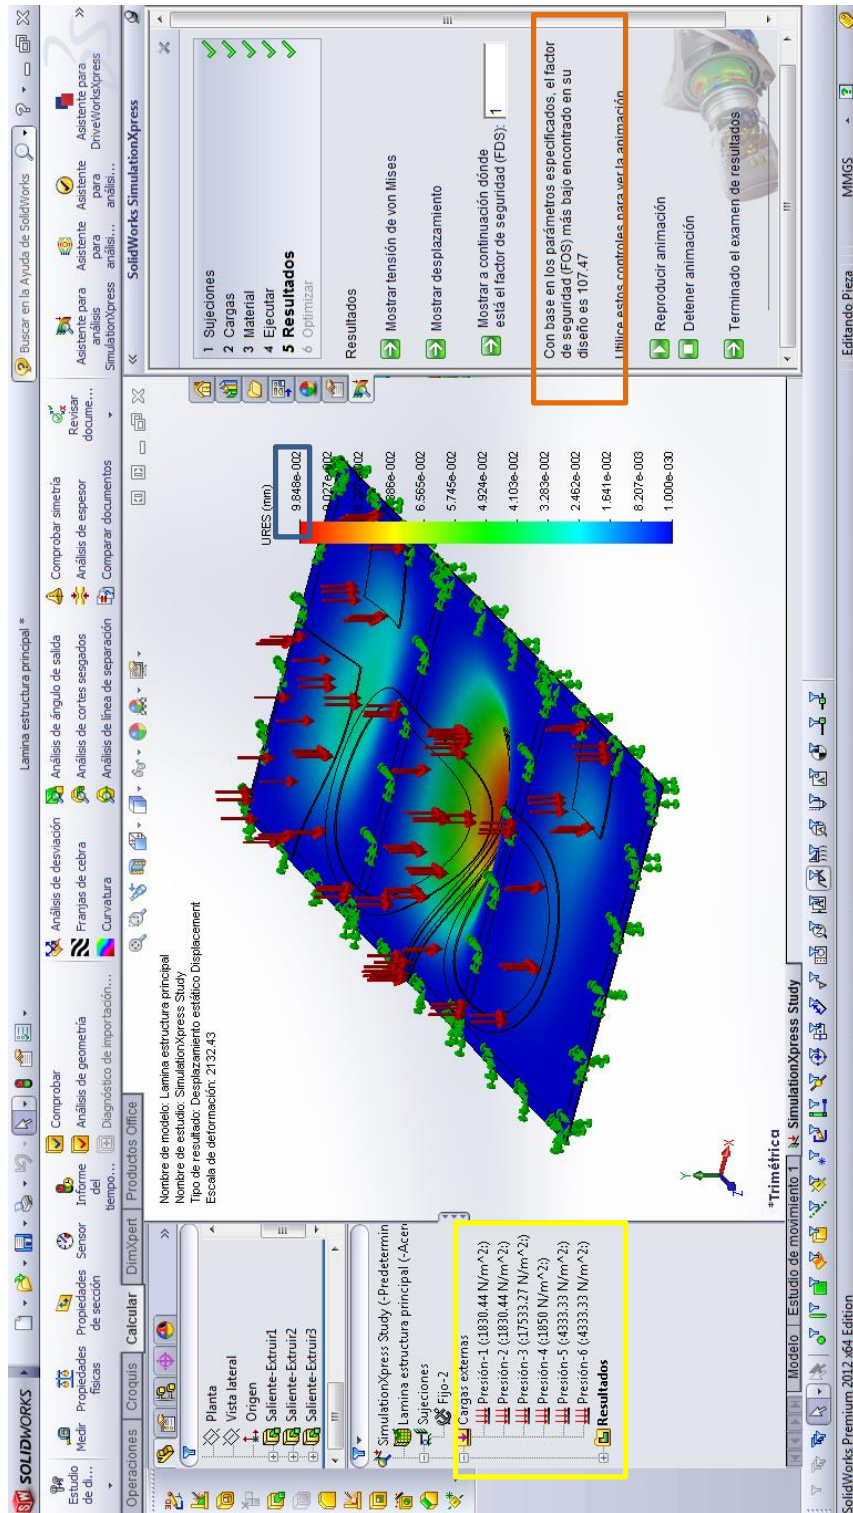 SOLIDWORKS
Lamina estructura principal *
Buscar en la Ayuda de SolidWorks
Estudio
de di...
Medir
Propiedades
físicas
Propiedades
de sección
Sensor
Informe
del
tiempo...
Comprobar
Análisis de geometría
Diagnóstico de importación...
Análisis de desviación
Franjas de cebra
Curvatura
Análisis de ángulo de salida
Análisis de cortes sesgados
Análisis de línea de separación
Comprobar simetría
Análisis de espesor
Comparar documentos
Revisar
docume...
Asistente para
análisis
SimulationXpress
Asistente
para
análisi...
Asistente
para
análisi...
Asistente para
DriveWorksXpress
Operaciones
Croquis
Calcular
DimXpert
Productos Office
Planta
Vista lateral
Origen
Saliente-Extruir1
Saliente-Extruir2
Saliente-Extruir3
SimulationXpress Study (-Predetermin
Lamina estructura principal (-Acer
Sujeciones
Fijo-2
Cargas externas
Presión-1 (:1830.44 N/m^2:)
Presión-2 (:1830.44 N/m^2:)
Presión-3 (:17533.27 N/m^2:)
Presión-4 (:1850 N/m^2:)
Presión-5 (:4333.33 N/m^2:)
Presión-6 (:4333.33 N/m^2:)
Resultados
Nombre de modelo: Lamina estructura principal
Nombre de estudio: SimulationXpress Study
Tipo de resultado: Desplazamiento estático Displacement
Escala de deformación: 2132.43
URES (mm)
9.848e-002
9.027e-002
6.565e-002
5.745e-002
4.924e-002
4.103e-002
3.283e-002
2.462e-002
1.641e-002
8.207e-003
1.000e-030
Y
X
Z
*Trimétrica
SolidWorks SimulationXpress
1 Sujeciones
2 Cargas
3 Material
4 Ejecutar
5 Resultados
6 Optimizar
Resultados
Mostrar tensión de von Mises
Mostrar desplazamiento
Mostrar a continuación dónde
está el factor de seguridad (FDS): 1
Con base en los parámetros especificados, el factor
de seguridad (FOS) más bajo encontrado en su
diseño es 107.47
Utilice estos controles para ver la animación
Reproducir animación
Detener animación
Terminado el examen de resultados
Modelo
Estudio de movimiento 1
SimulationXpress Study
SolidWorks Premium 2012 x64 Edition
Editando Pieza
MMGS